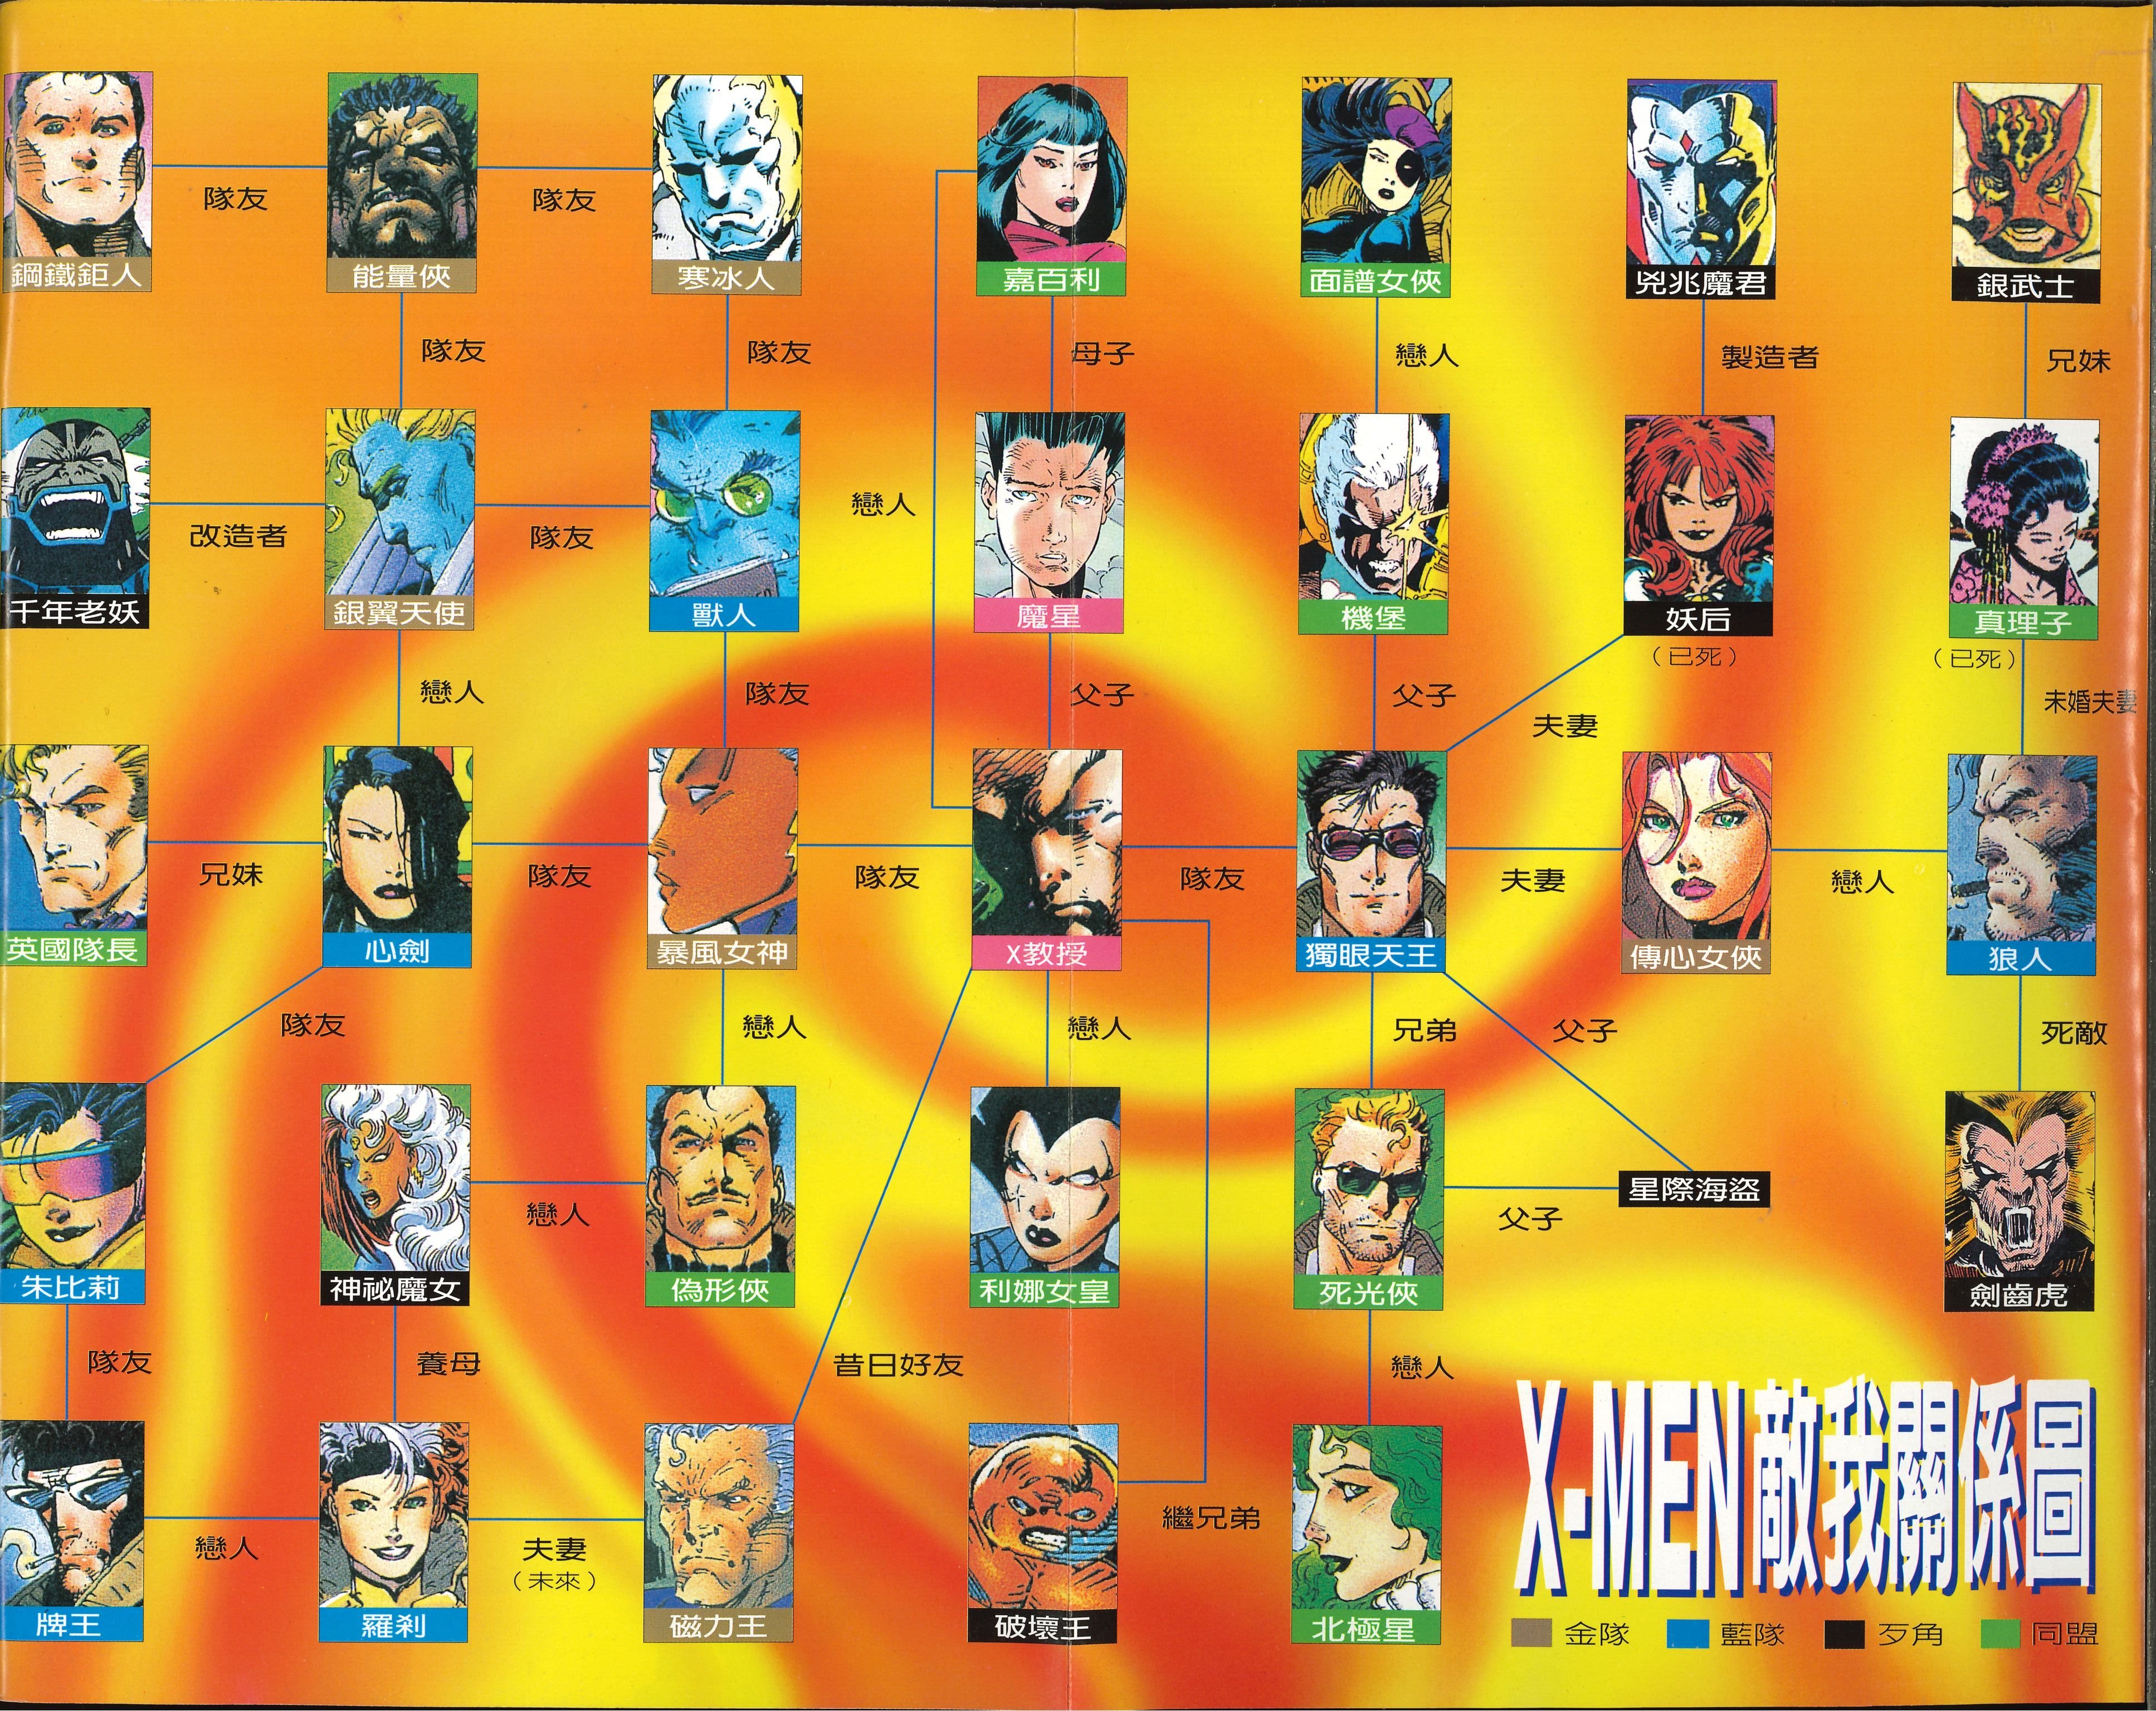 鋼鐵鉅人
隊友
能量俠
隊友
寒冰人
嘉百利
面譜女俠
兇兆魔君
銀武士
隊友
隊友
母子
戀人
製造者
兄妹
千年老妖
改造者
銀翼天使
隊友
獸人
戀人
魔星
機堡
妖后
(已死)
真理子
(已死)
戀人
隊友
父子
父子
夫妻
未婚夫妻
英國隊長
兄妹
心劍
隊友
暴風女神
隊友
X教授
隊友
獨眼天王
夫妻
傳心女俠
戀人
狼人
隊友
戀人
戀人
兄弟
父子
死敵
朱比莉
神祕魔女
戀人
偽形俠
利娜女皇
死光俠
父子
星際海盜
劍齒虎
隊友
養母
昔日好友
戀人
牌王
戀人
羅剎
夫妻
(未來)
磁力王
破壞王
繼兄弟
北極星
X-MEN敵我關係圖
金隊 藍隊 歹角 同盟